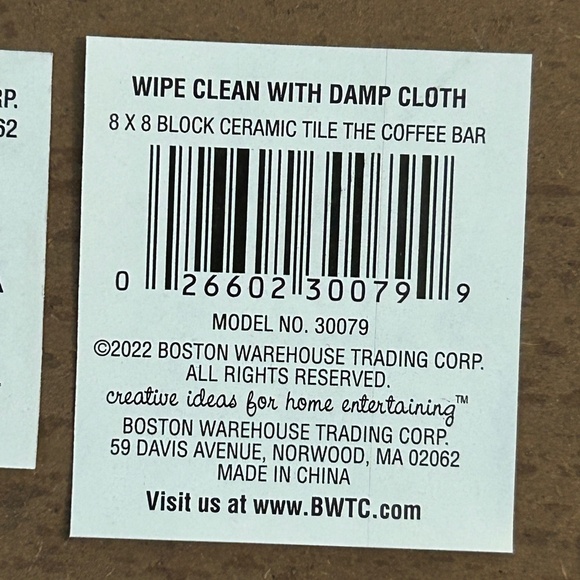 RP.
62
WIPE CLEAN WITH DAMP CLOTH
8 X 8 BLOCK CERAMIC TILE THE COFFEE BAR
0 26602 30079 9
MODEL NO. 30079
©2022 BOSTON WAREHOUSE TRADING CORP.
ALL RIGHTS RESERVED.
creative ideas for home entertaining™
BOSTON WAREHOUSE TRADING CORP.
59 DAVIS AVENUE, NORWOOD, MA 02062
MADE IN CHINA
Visit us at www.BWTC.com